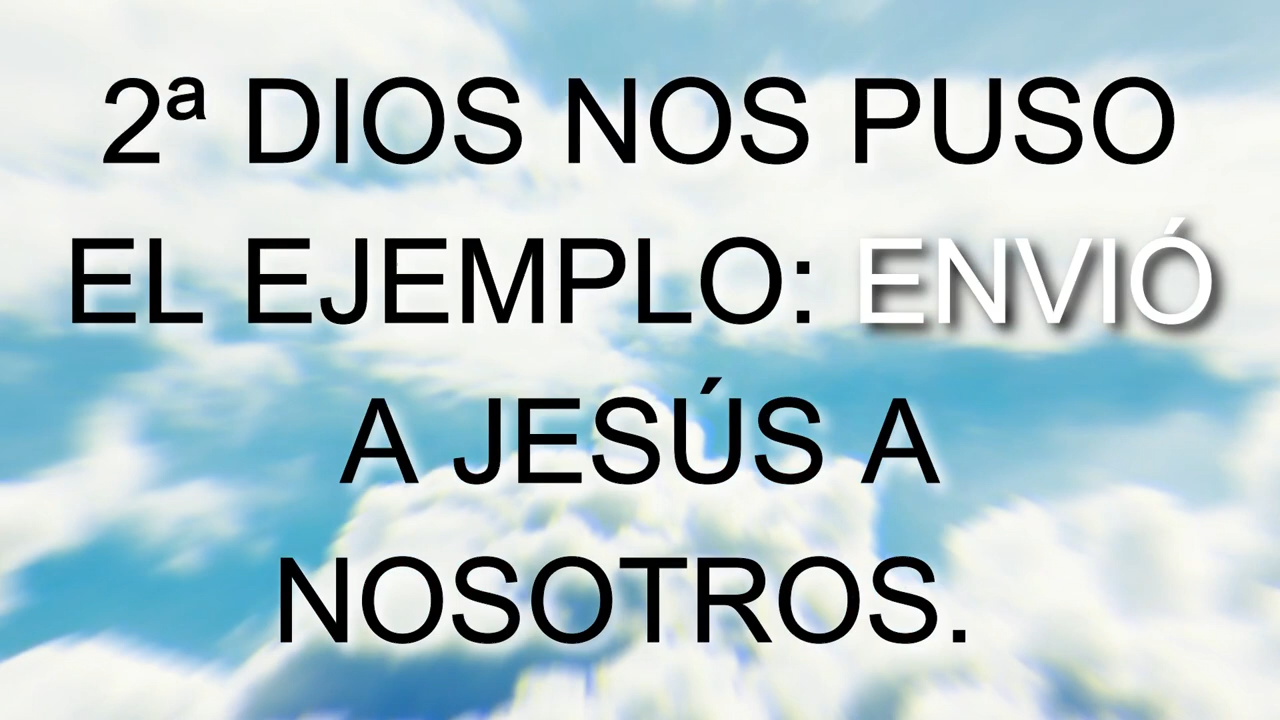 2ª DIOS NOS PUSO
EL EJEMPLO: ENVIÓ
A JESÚS A
NOSOTROS.